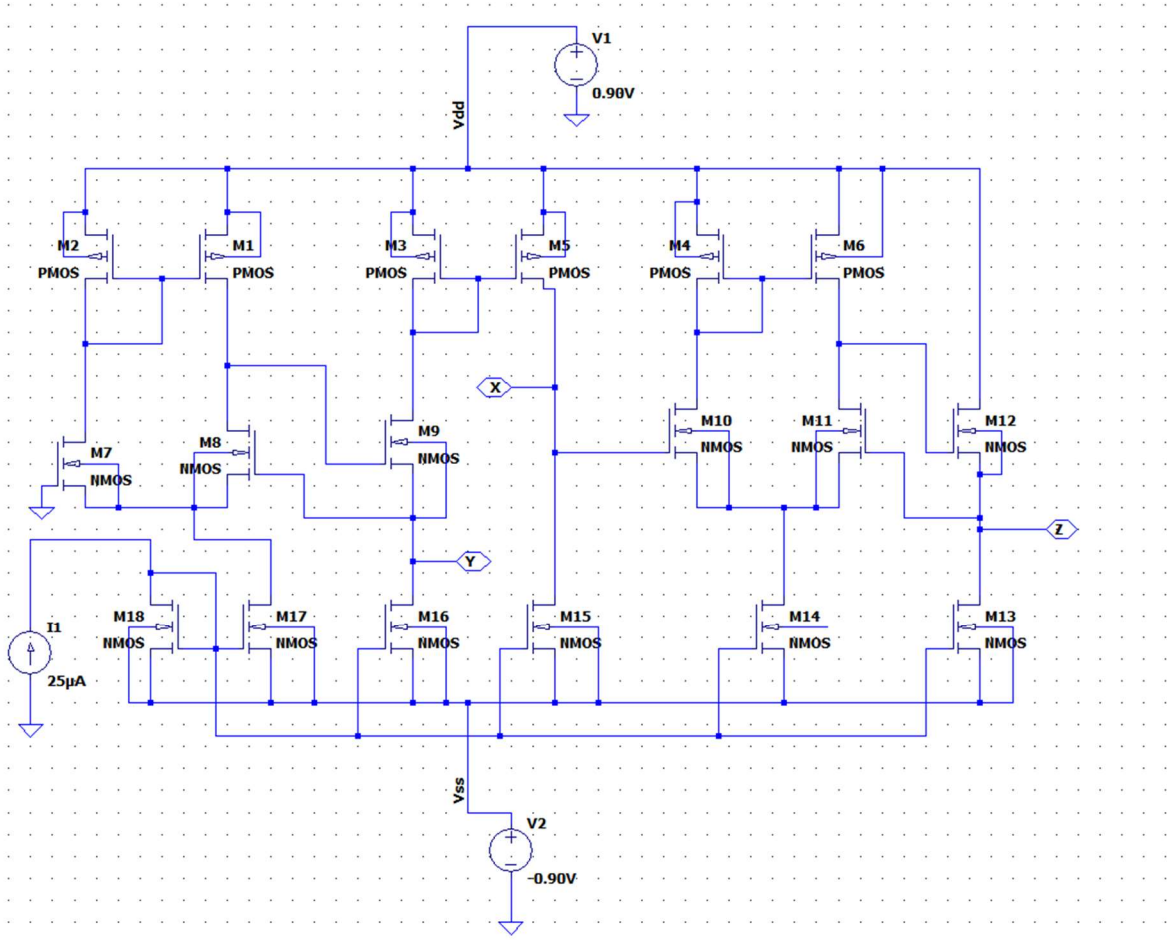 V1
0.90V
Vdd
M2
PMOS
M1
PMOS
M3
PMOS
M5
PMOS
M4
PMOS
M6
PMOS
X
M7
NMOS
M8
NMOS
M9
NMOS
M10
NMOS
M11
NMOS
M12
NMOS
Y
Z
I1
25µA
M18
NMOS
M17
NMOS
M16
NMOS
M15
NMOS
M14
NMOS
M13
NMOS
Vss
V2
-0.90V